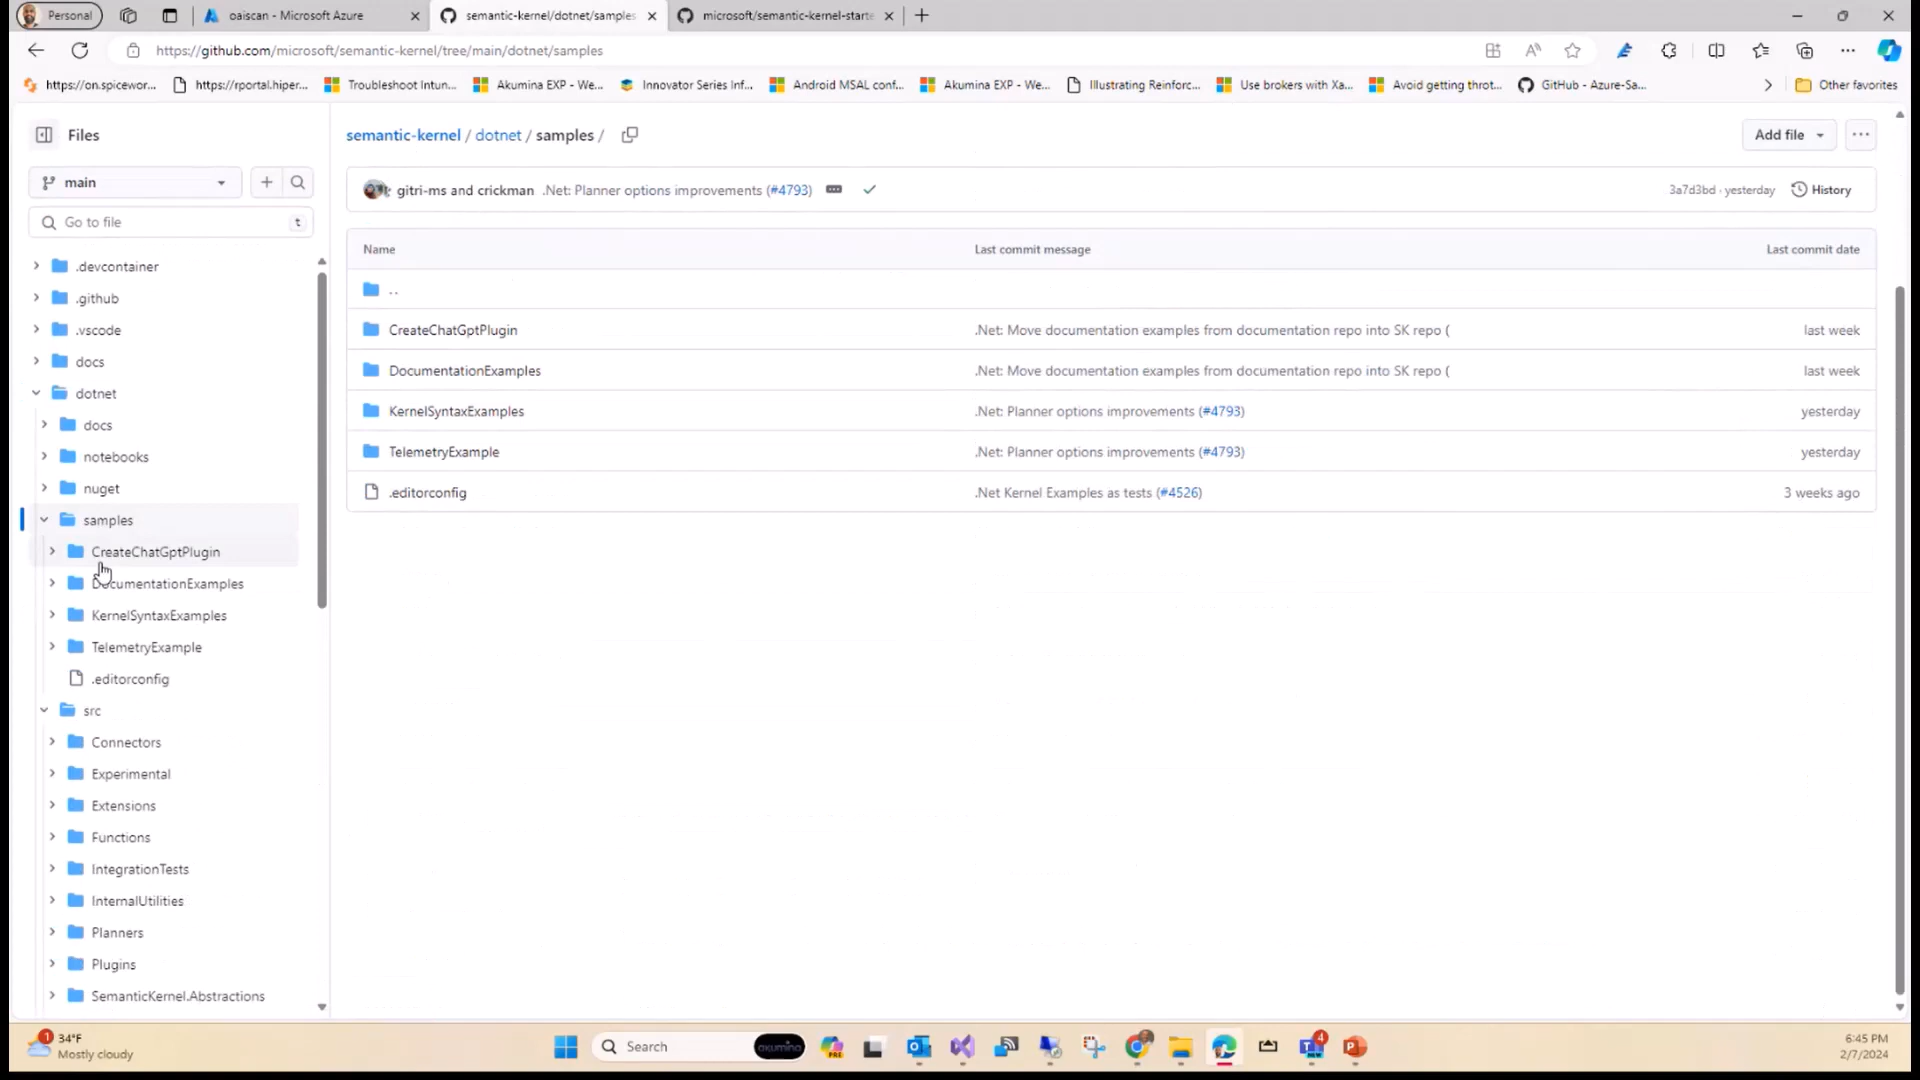 Personal
oaiscan - Microsoft Azure
semantic-kernel/dotnet/samples
microsoft/semantic-kernel-starte
https://github.com/microsoft/semantic-kernel/tree/main/dotnet/samples
https://on.spicewor...
https://rportal.hiper...
Troubleshoot Intun...
Akumina EXP - We...
Innovator Series Inf...
Android MSAL conf...
Akumina EXP - We...
Illustrating Reinforc...
Use brokers with Xa...
Avoid getting throt...
GitHub - Azure-Sa...
Other favorites
Files
semantic-kernel / dotnet / samples /
Add file
main
gitri-ms and crickman .Net: Planner options improvements (#4793)
3a7d3bd · yesterday
History
Go to file
t
Name
Last commit message
Last commit date
..
CreateChatGptPlugin
.Net: Move documentation examples from documentation repo into SK repo (
last week
DocumentationExamples
.Net: Move documentation examples from documentation repo into SK repo (
last week
KernelSyntaxExamples
.Net: Planner options improvements (#4793)
yesterday
TelemetryExample
.Net: Planner options improvements (#4793)
yesterday
.editorconfig
.Net Kernel Examples as tests (#4526)
3 weeks ago
.devcontainer
.github
.vscode
docs
dotnet
docs
notebooks
nuget
samples
CreateChatGptPlugin
DocumentationExamples
KernelSyntaxExamples
TelemetryExample
.editorconfig
src
Connectors
Experimental
Extensions
Functions
IntegrationTests
InternalUtilities
Planners
Plugins
SemanticKernel.Abstractions
1
34°F
Mostly cloudy
Search
akumina
PRE
NEW
4
6:45 PM
2/7/2024